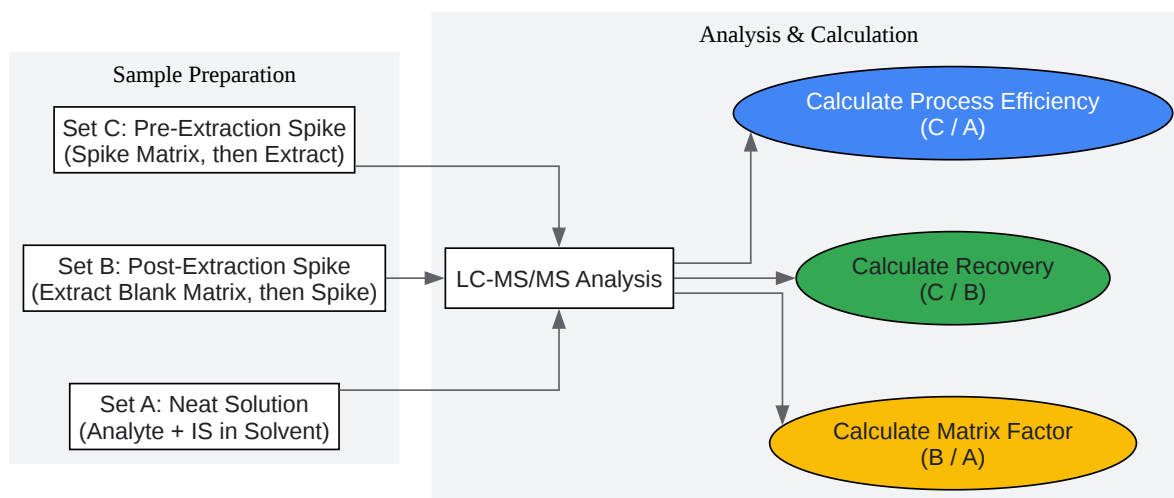 Sample Preparation
Set C: Pre-Extraction Spike
(Spike Matrix, then Extract)
Set B: Post-Extraction Spike
(Extract Blank Matrix, then Spike)
Set A: Neat Solution
(Analyte + IS in Solvent)
Analysis & Calculation
LC-MS/MS Analysis
Calculate Process Efficiency
(C / A)
Calculate Recovery
(C / B)
Calculate Matrix Factor
(B / A)